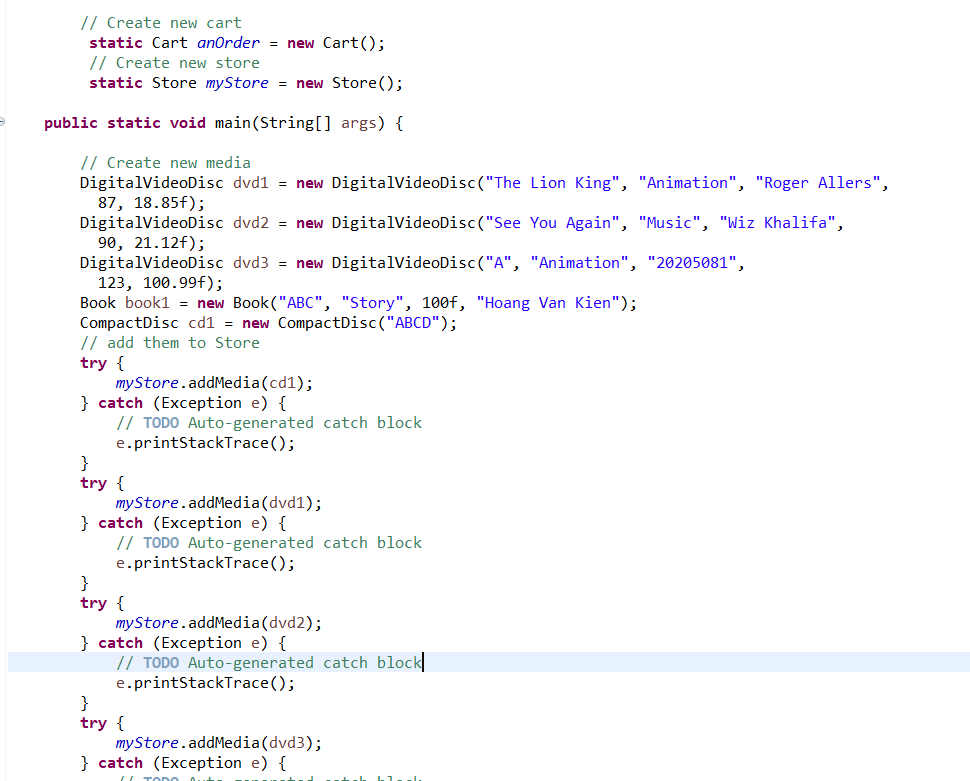 // Create new cart
static Cart anOrder = new Cart();
// Create new store
static Store myStore = new Store();
public static void main(String[] args) {
// Create new media
DigitalVideoDisc dvd1 = new DigitalVideoDisc("The Lion King", "Animation", "Roger Allers",
87, 18.85f);
DigitalVideoDisc dvd2 = new DigitalVideoDisc("See You Again", "Music", "Wiz Khalifa",
90, 21.12f);
DigitalVideoDisc dvd3 = new DigitalVideoDisc("A", "Animation", "20205081",
123, 100.99f);
Book book1 = new Book("ABC", "Story", 100f, "Hoang Van Kien");
CompactDisc cd1 = new CompactDisc("ABCD");
// add them to Store
try {
myStore.addMedia(cd1);
} catch (Exception e) {
// TODO Auto-generated catch block
e.printStackTrace();
}
try {
myStore.addMedia(dvd1);
} catch (Exception e) {
// TODO Auto-generated catch block
e.printStackTrace();
}
try {
myStore.addMedia(dvd2);
} catch (Exception e) {
// TODO Auto-generated catch block
e.printStackTrace();
}
try {
myStore.addMedia(dvd3);
} catch (Exception e) {
// TODO Auto-generated catch block